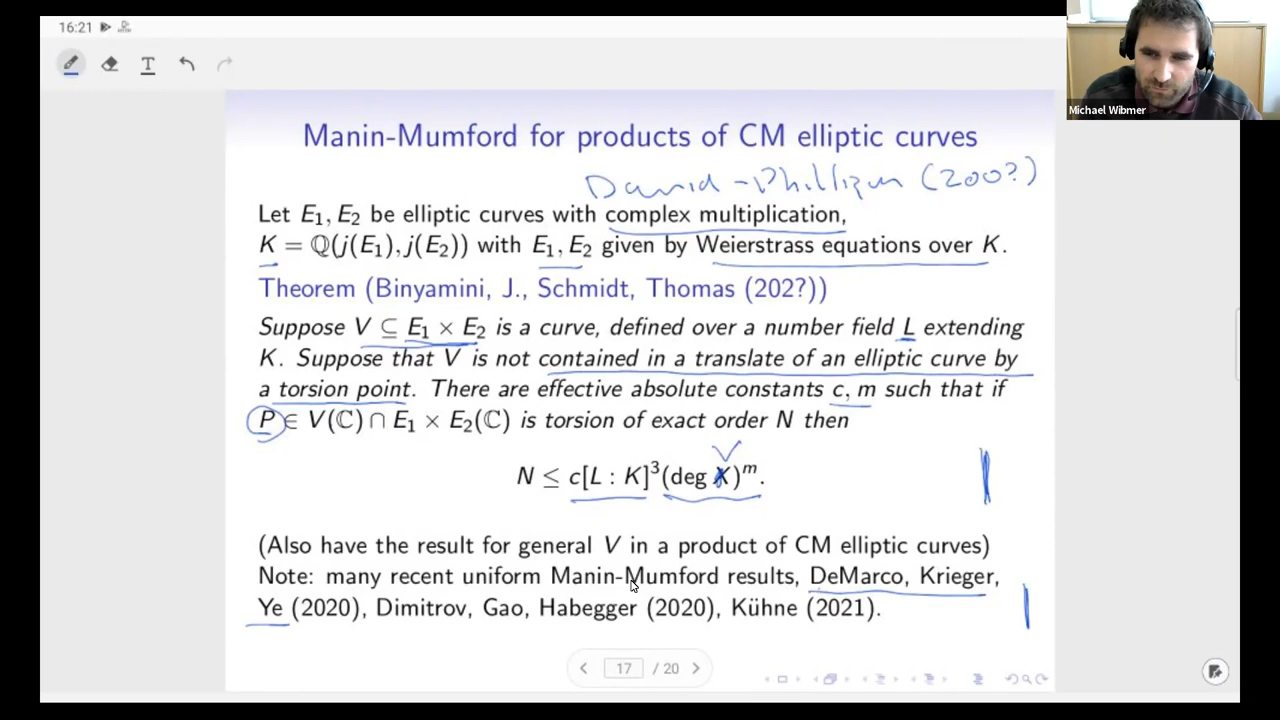 16:21
Michael Wibmer
Manin-Mumford for products of CM elliptic curves
David - Philippon (200?)
Let E₁, E₂ be elliptic curves with complex multiplication,
K = ℚ(j(E₁), j(E₂)) with E₁, E₂ given by Weierstrass equations over K.
Theorem (Binyamini, J., Schmidt, Thomas (202?))
Suppose V ⊆ E₁ × E₂ is a curve, defined over a number field L extending
K. Suppose that V is not contained in a translate of an elliptic curve by
a torsion point. There are effective absolute constants c, m such that if
P ∈ V(ℂ) ∩ E₁ × E₂(ℂ) is torsion of exact order N then
V
N ≤ c[L : K]³(deg X)ᵐ.
(Also have the result for general V in a product of CM elliptic curves)
Note: many recent uniform Manin-Mumford results, DeMarco, Krieger,
Ye (2020), Dimitrov, Gao, Habegger (2020), Kühne (2021).
17 / 20